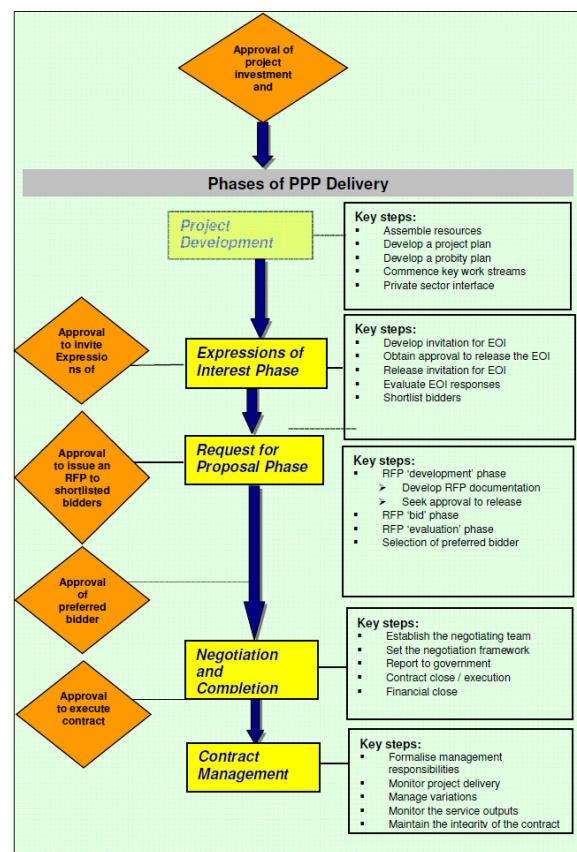 Approval of
project
investment
and
Phases of PPP Delivery
Project
Development
Key steps:
▪ Assemble resources
▪ Develop a project plan
▪ Develop a probity plan
▪ Commence key work streams
▪ Private sector interface
Approval
to invite
Expressio
ns of
Expressions of
Interest Phase
Key steps:
▪ Develop invitation for EOI
▪ Obtain approval to release the EOI
▪ Release invitation for EOI
▪ Evaluate EOI responses
▪ Shortlist bidders
Approval
to issue an
RFP to
shortlisted
bidders
Request for
Proposal Phase
Key steps:
▪ RFP ‘development’ phase
➢ Develop RFP documentation
➢ Seek approval to release
▪ RFP ‘bid’ phase
▪ RFP ‘evaluation’ phase
▪ Selection of preferred bidder
Approval
of
preferred
bidder
Negotiation
and
Completion
Key steps:
▪ Establish the negotiating team
▪ Set the negotiation framework
▪ Report to government
▪ Contract close / execution
▪ Financial close
Approval
to execute
contract
Contract
Management
Key steps:
▪ Formalise management
responsibilities
▪ Monitor project delivery
▪ Manage variations
▪ Monitor the service outputs
▪ Maintain the integrity of the contract